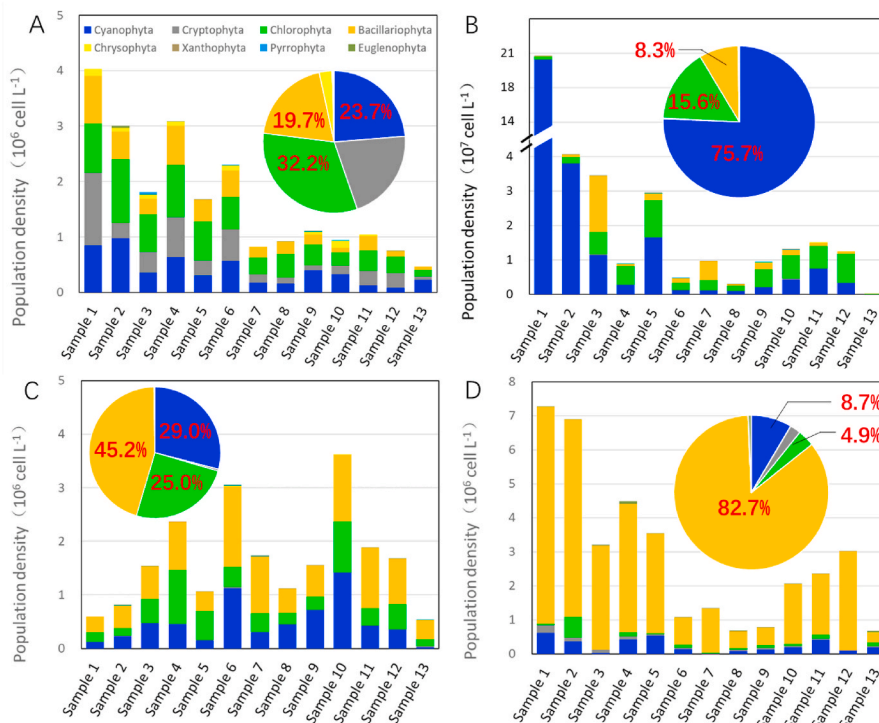 A
Cyanophyta Cryptophyta Chlorophyta Bacillariophyta
Chrysophyta Xanthophyta Pyrrophyta Euglenophyta
Population density（10⁶ cell L⁻¹）
5
4
3
2
1
0
23.7%
19.7%
32.2%
Sample 1
Sample 2
Sample 3
Sample 4
Sample 5
Sample 6
Sample 7
Sample 8
Sample 9
Sample 10
Sample 11
Sample 12
Sample 13
B
Population density（10⁷ cell L⁻¹）
21
18
14
4
3
2
1
0
8.3%
15.6%
75.7%
Sample 1
Sample 2
Sample 3
Sample 4
Sample 5
Sample 6
Sample 7
Sample 8
Sample 9
Sample 10
Sample 11
Sample 12
Sample 13
C
Population density（10⁶ cell L⁻¹）
5
4
3
2
1
0
29.0%
45.2%
25.0%
Sample 1
Sample 2
Sample 3
Sample 4
Sample 5
Sample 6
Sample 7
Sample 8
Sample 9
Sample 10
Sample 11
Sample 12
Sample 13
D
Population density（10⁶ cell L⁻¹）
8
7
6
5
4
3
2
1
0
8.7%
4.9%
82.7%
Sample 1
Sample 2
Sample 3
Sample 4
Sample 5
Sample 6
Sample 7
Sample 8
Sample 9
Sample 10
Sample 11
Sample 12
Sample 13